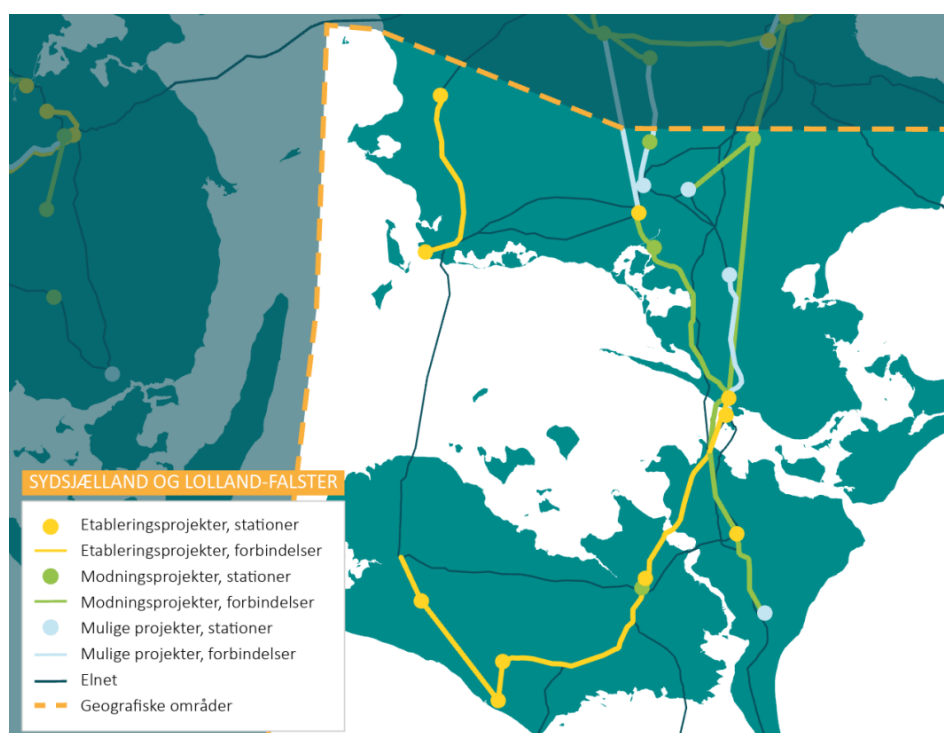 SYDSJÆLLAND OG LOLLAND-FALSTER
Etableringsprojekter, stationer
Etableringsprojekter, forbindelser
Modningsprojekter, stationer
Modningsprojekter, forbindelser
Mulige projekter, stationer
Mulige projekter, forbindelser
Elnet
Geografiske områder